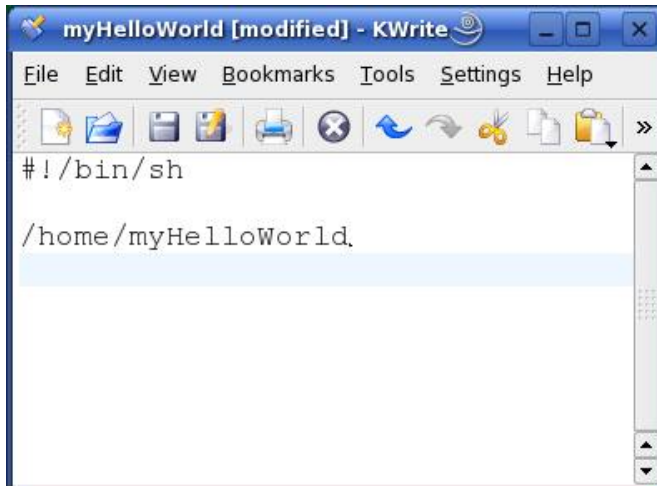 myHelloWorld [modified] - KWrite
File Edit View Bookmarks Tools Settings Help
»
#!/bin/sh
/home/myHelloWorld